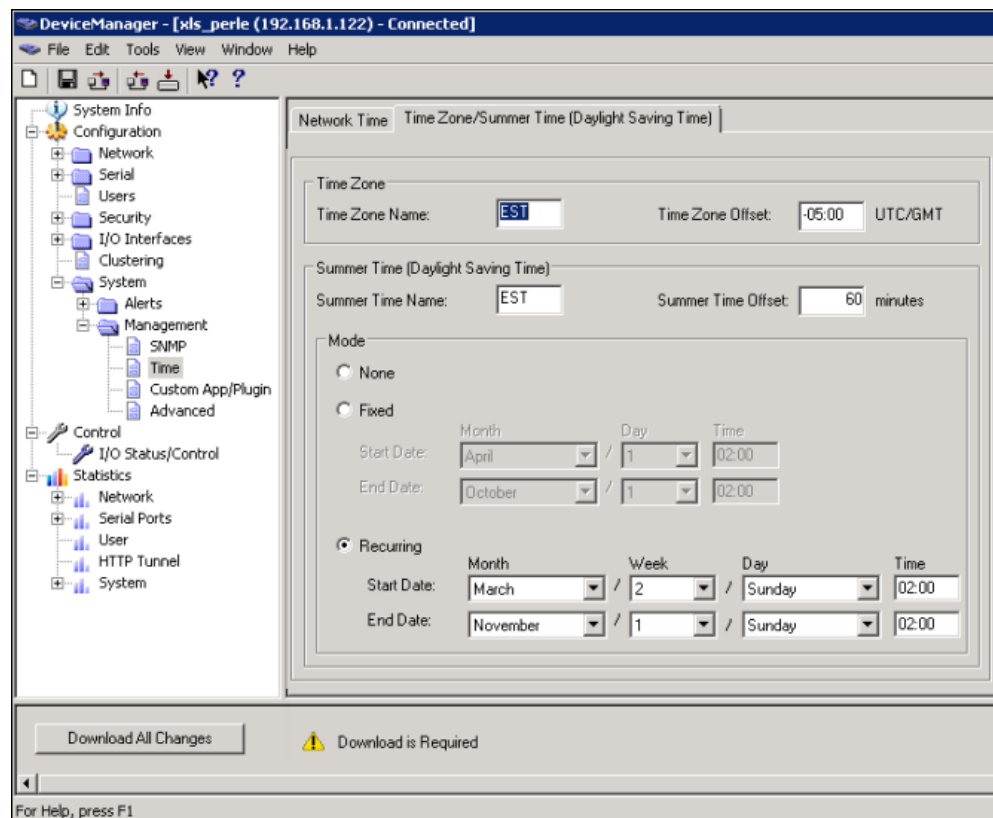 DeviceManager - [xls_perle (192.168.1.122) - Connected]
File Edit Tools View Window Help
System Info
Configuration
Network
Serial
Users
Security
I/O Interfaces
Clustering
System
Alerts
Management
SNMP
Time
Custom App/Plugin
Advanced
Control
I/O Status/Control
Statistics
Network
Serial Ports
User
HTTP Tunnel
System
Network Time Time Zone/Summer Time (Daylight Saving Time)
Time Zone
Time Zone Name: EST Time Zone Offset: -05:00 UTC/GMT
Summer Time (Daylight Saving Time)
Summer Time Name: EST Summer Time Offset: 60 minutes
Mode
None
Fixed
Month Day Time
Start Date: April / 1 02:00
End Date: October / 1 02:00
Recurring
Month Week Day Time
Start Date: March / 2 / Sunday 02:00
End Date: November / 1 / Sunday 02:00
Download All Changes Download is Required
For Help, press F1